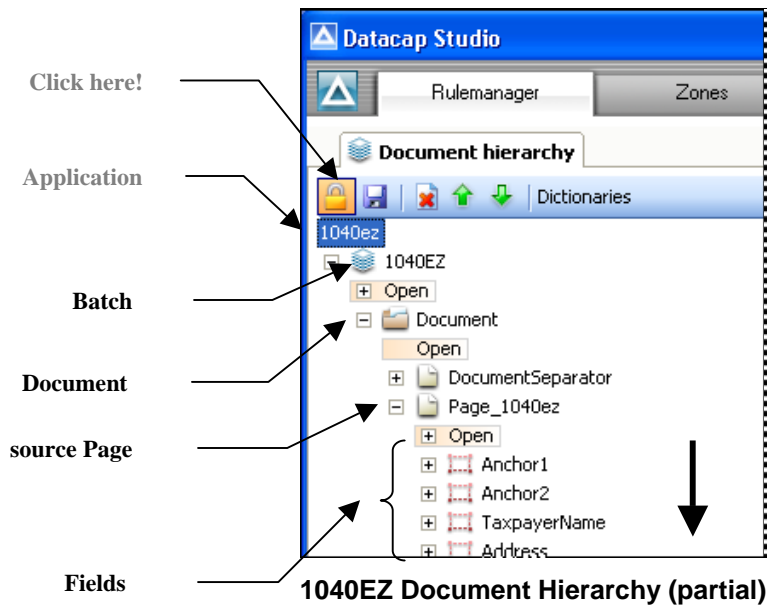 Datacap Studio
Click here!
Rulemanager
Zones
Document hierarchy
Application
Dictionaries
1040ez
1040EZ
Batch
Open
Document
Open
Document
DocumentSeparator
Page_1040ez
source Page
Open
Anchor1
Anchor2
TaxpayerName
Address
Fields
1040EZ Document Hierarchy (partial)